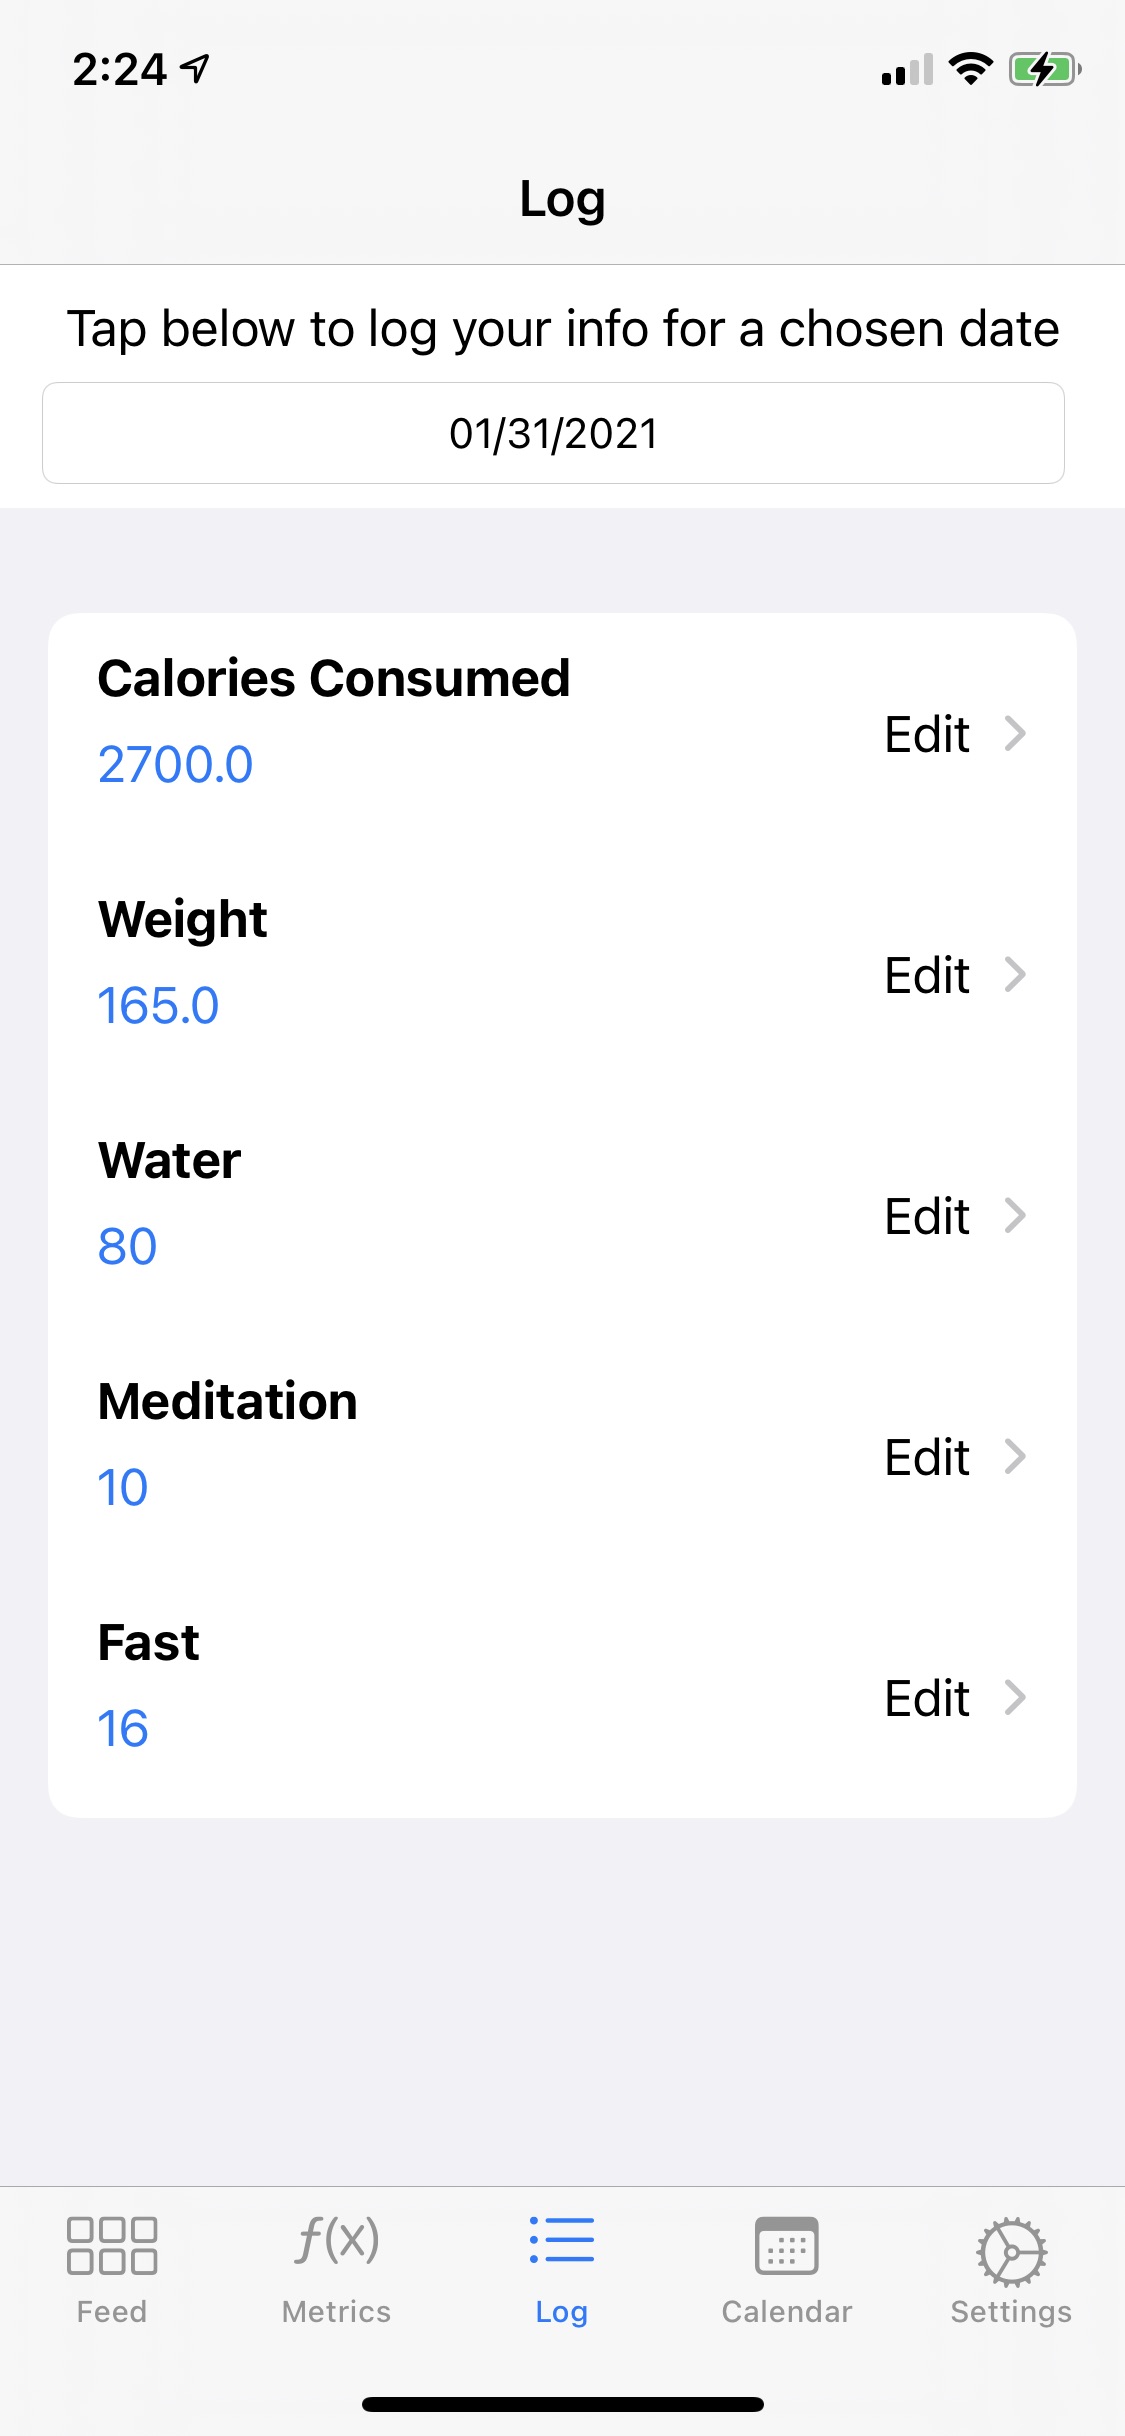 2:24
Log
Tap below to log your info for a chosen date
01/31/2021
Calories Consumed
2700.0
Edit
Weight
165.0
Edit
Water
80
Edit
Meditation
10
Edit
Fast
16
Edit
f(x)
Feed
Metrics
Log
Calendar
Settings